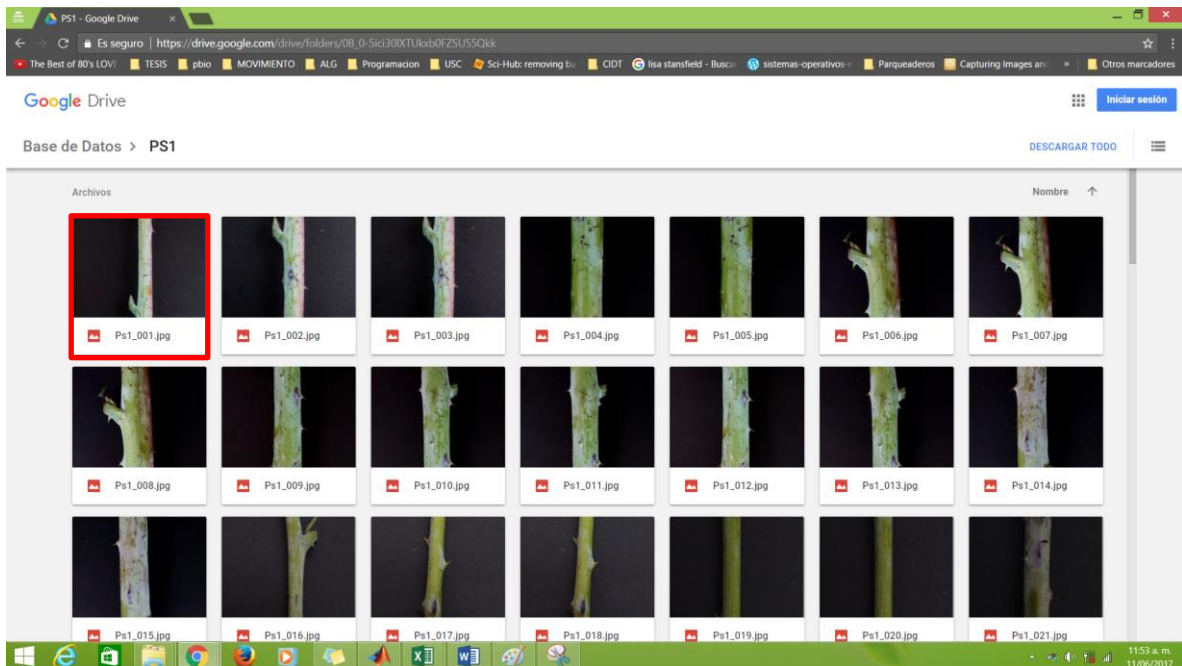 PS1 - Google Drive
Es seguro | https://drive.google.com/drive/folders/
The Best of 80's LOVE TESIS pbio MOVIMIENTO ALG Programacion USC Sci-Hub: removing ba CIDT lisa stansfield - Busca sistemas-operativos- Parqueaderos Capturing Images and » Otros marcadores
Google Drive
Iniciar sesión
Base de Datos > PS1
DESCARGAR TODO
Archivos
Nombre
Ps1_001.jpg Ps1_002.jpg Ps1_003.jpg Ps1_004.jpg Ps1_005.jpg Ps1_006.jpg Ps1_007.jpg
Ps1_008.jpg Ps1_009.jpg Ps1_010.jpg Ps1_011.jpg Ps1_012.jpg Ps1_013.jpg Ps1_014.jpg
Ps1_015.jpg Ps1_016.jpg Ps1_017.jpg Ps1_018.jpg Ps1_019.jpg Ps1_020.jpg Ps1_021.jpg
11:53 a. m.
11/06/2017